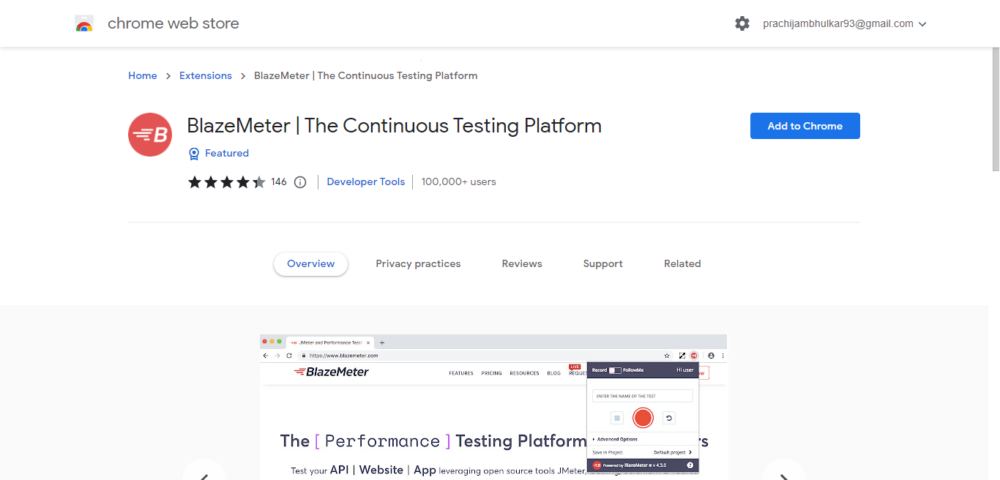 chrome web store
prachijambhulkar93@gmail.com
Home > Extensions > BlazeMeter | The Continuous Testing Platform
B
BlazeMeter | The Continuous Testing Platform
Add to Chrome
Featured
146 | Developer Tools | 100,000+ users
Overview Privacy practices Reviews Support Related
JMeter and Performance Testi
https://www.blazemeter.com
BlazeMeter
FEATURES PRICING RESOURCES BLOG
LIVE
REQUES
Record FollowMe Hi user
ow
ENTER THE NAME OF THE TEST
Advanced Options
Save in Project Default project
Powered by BlazeMeter ® v 4.3.0
The [ Performance ] Testing Platform
rs
Test your API | Website | App leveraging open source tools JMeter,